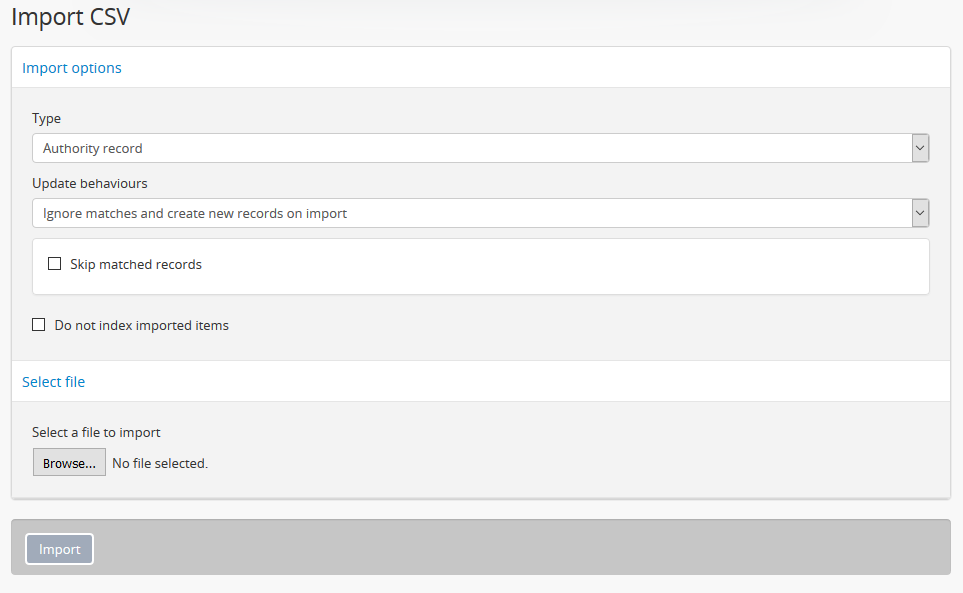 Import CSV
Import options
Type
Authority record
Update behaviours
Ignore matches and create new records on import
Skip matched records
Do not index imported items
Select file
Select a file to import
Browse... No file selected.
Import